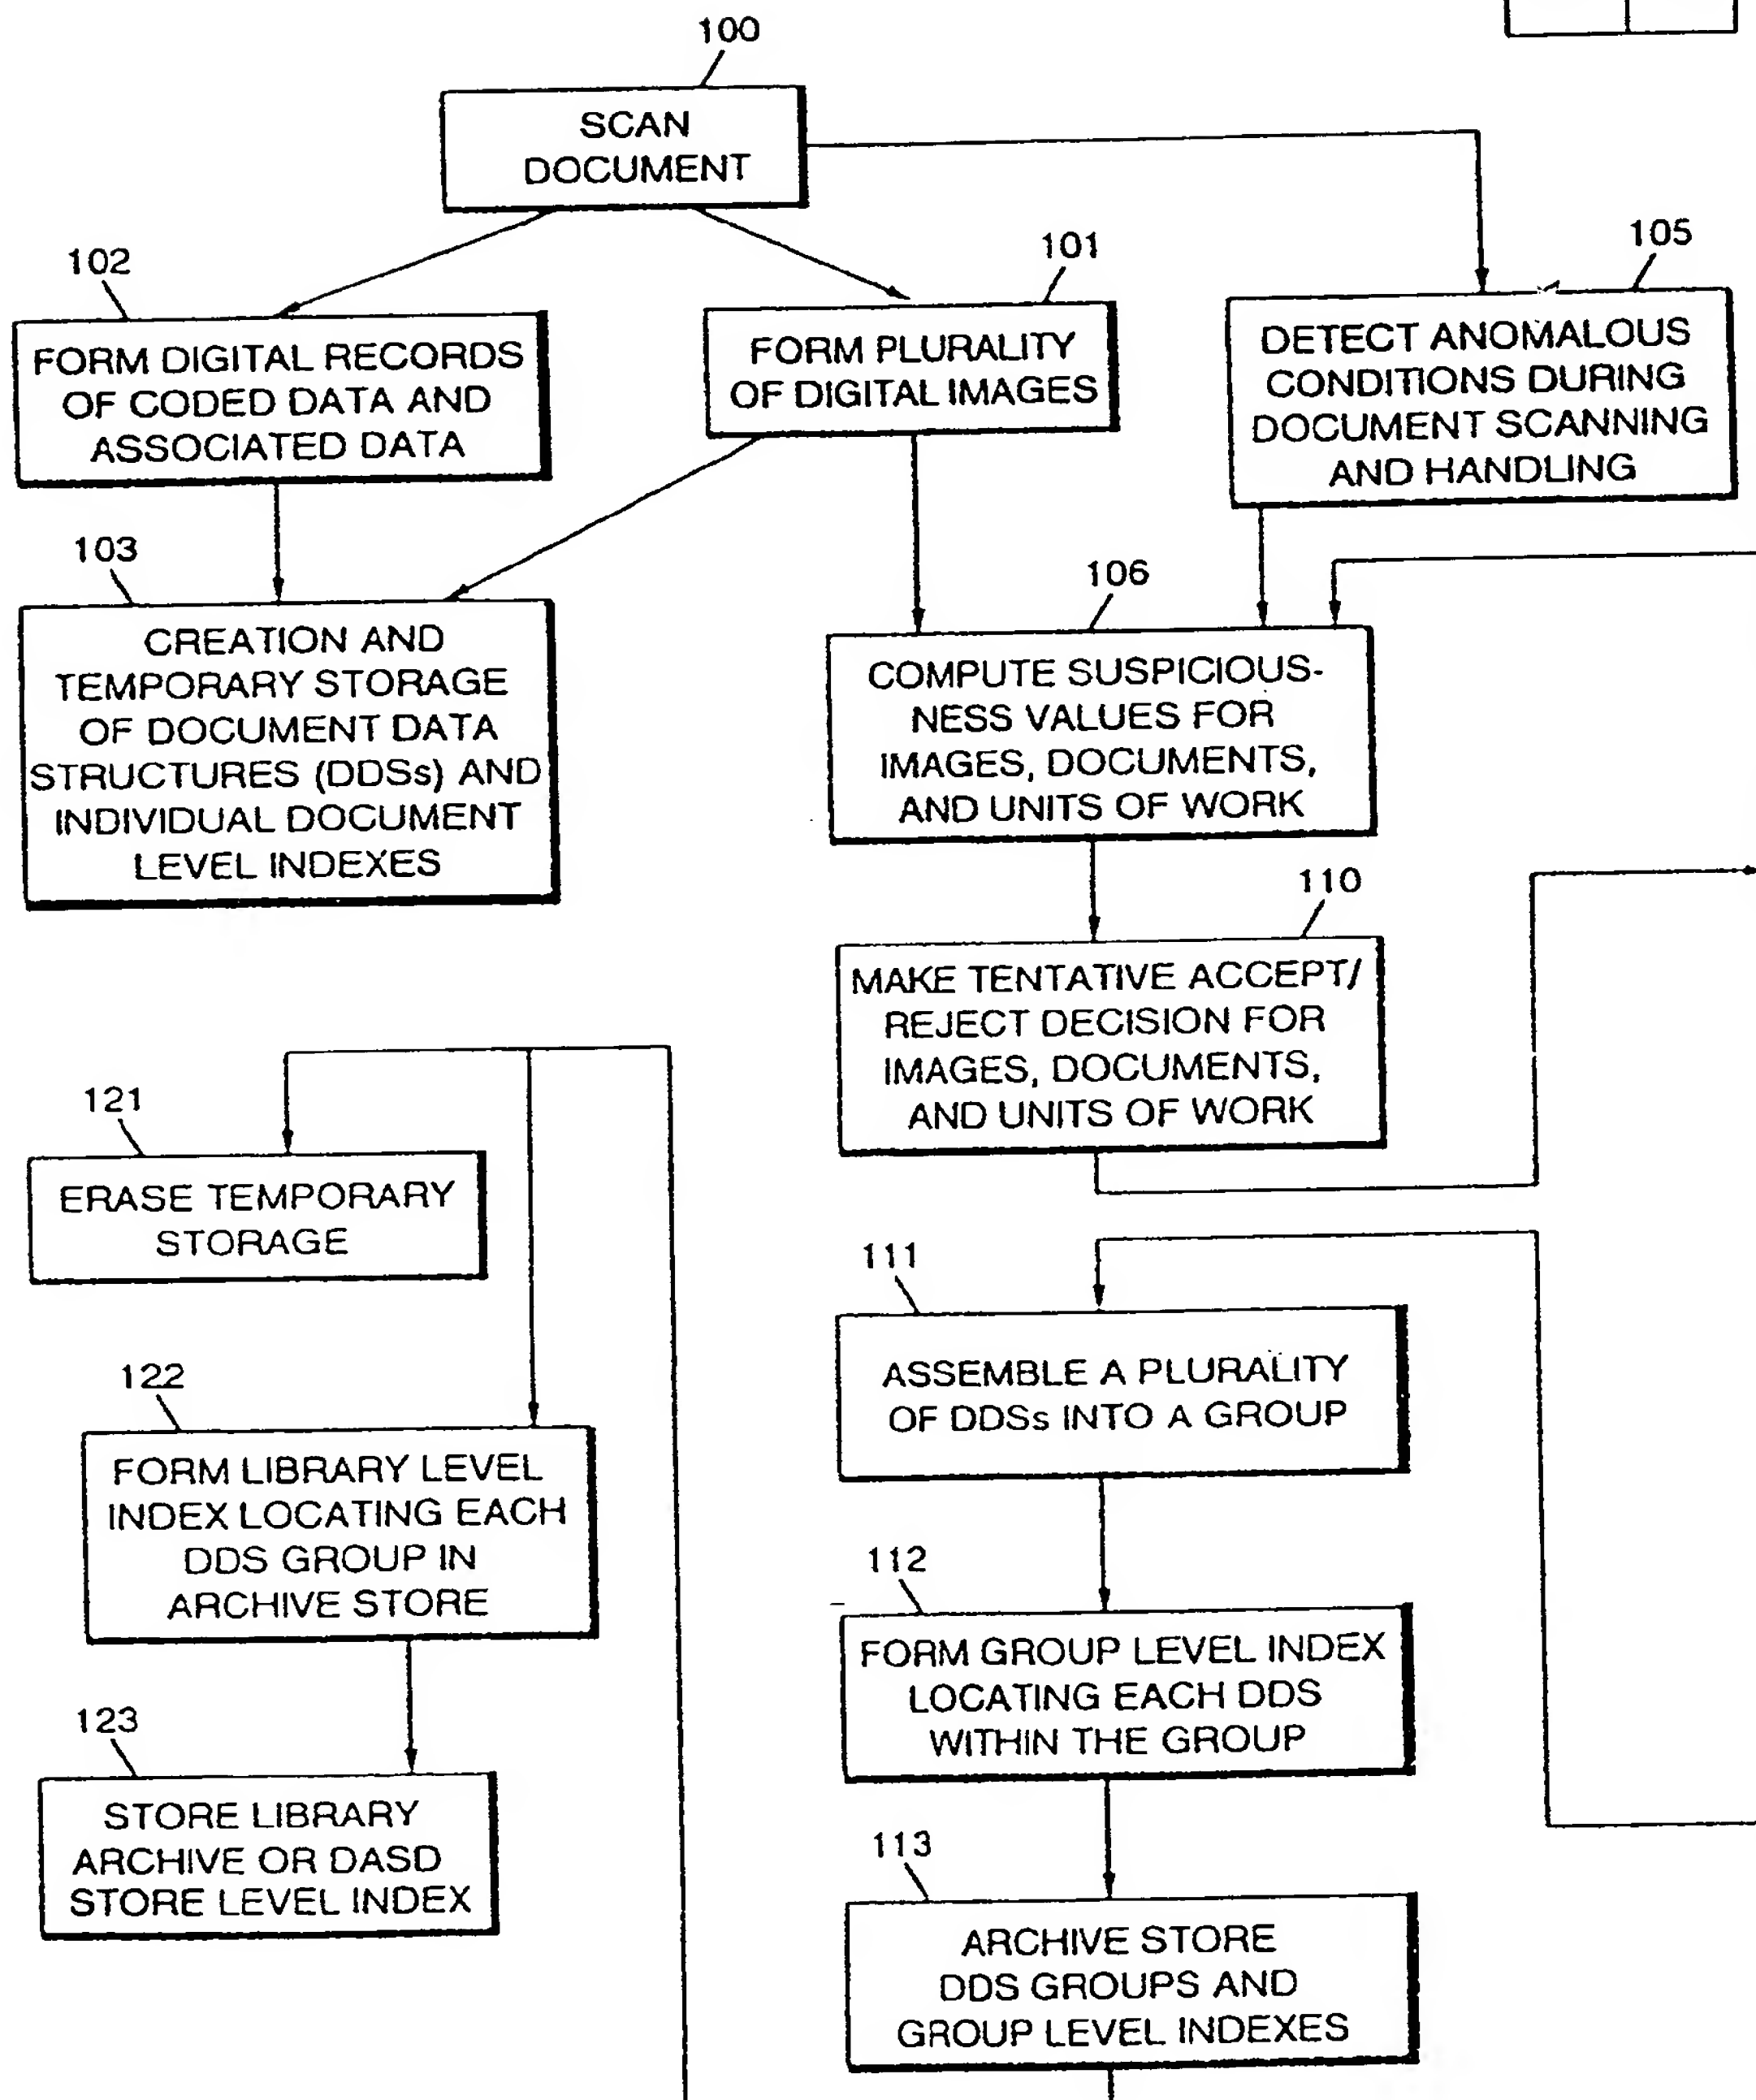 100
SCAN
DOCUMENT
102
FORM DIGITAL RECORDS
OF CODED DATA AND
ASSOCIATED DATA
101
FORM PLURALITY
OF DIGITAL IMAGES
105
DETECT ANOMALOUS
CONDITIONS DURING
DOCUMENT SCANNING
AND HANDLING
103
CREATION AND
TEMPORARY STORAGE
OF DOCUMENT DATA
STRUCTURES (DDSs) AND
INDIVIDUAL DOCUMENT
LEVEL INDEXES
106
COMPUTE SUSPICIOUS-
NESS VALUES FOR
IMAGES, DOCUMENTS,
AND UNITS OF WORK
110
MAKE TENTATIVE ACCEPT/
REJECT DECISION FOR
IMAGES, DOCUMENTS,
AND UNITS OF WORK
121
ERASE TEMPORARY
STORAGE
111
ASSEMBLE A PLURALITY
OF DDSs INTO A GROUP
122
FORM LIBRARY LEVEL
INDEX LOCATING EACH
DDS GROUP IN
ARCHIVE STORE
112
FORM GROUP LEVEL INDEX
LOCATING EACH DDS
WITHIN THE GROUP
123
STORE LIBRARY
ARCHIVE OR DASD
STORE LEVEL INDEX
113
ARCHIVE STORE
DDS GROUPS AND
GROUP LEVEL INDEXES